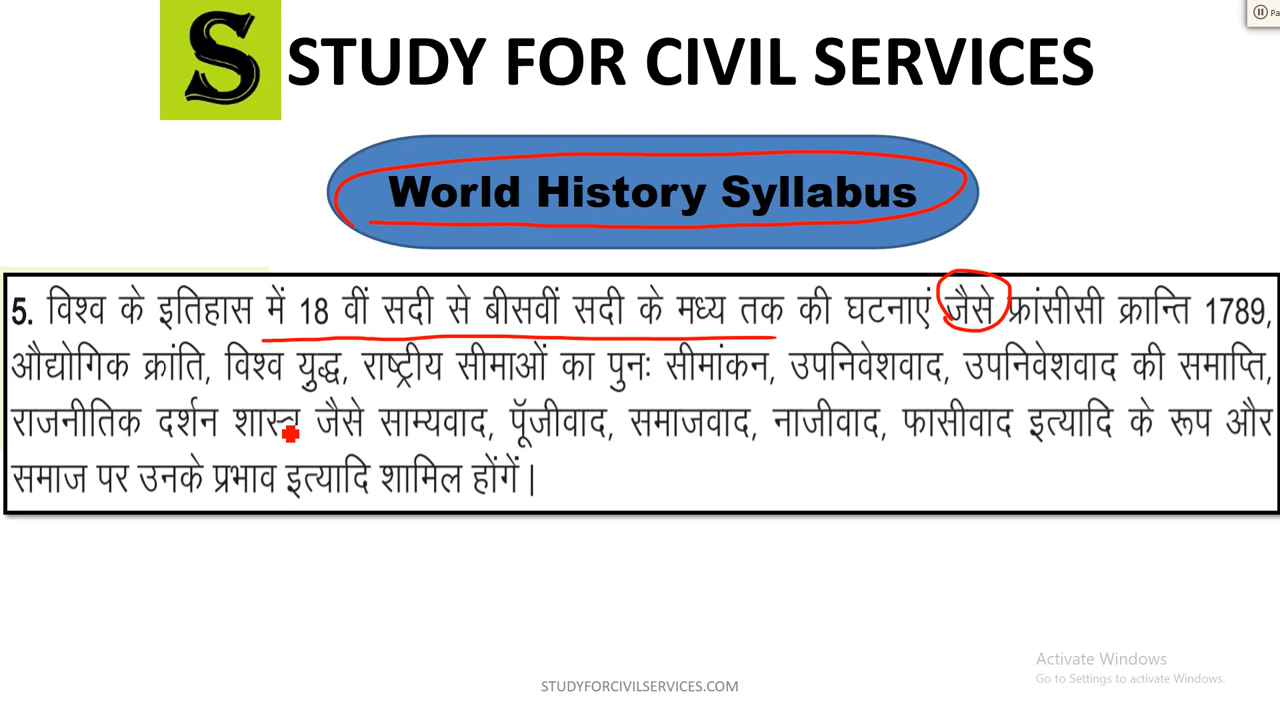 S STUDY FOR CIVIL SERVICES
Pa
World History Syllabus
5. विश्व के इतिहास में 18 वीं सदी से बीसवीं सदी के मध्य तक की घटनाएं जैसे फ्रांसीसी क्रान्ति 1789,
औद्योगिक क्रांति, विश्व युद्ध, राष्ट्रीय सीमाओं का पुनः सीमांकन, उपनिवेशवाद, उपनिवेशवाद की समाप्ति,
राजनीतिक दर्शन शास्त्र जैसे साम्यवाद, पूॅजीवाद, समाजवाद, नाजीवाद, फासीवाद इत्यादि के रूप और
समाज पर उनके प्रभाव इत्यादि शामिल होंगें।
Activate Windows
Go to Settings to activate Windows.
STUDYFORCIVILSERVICES.COM